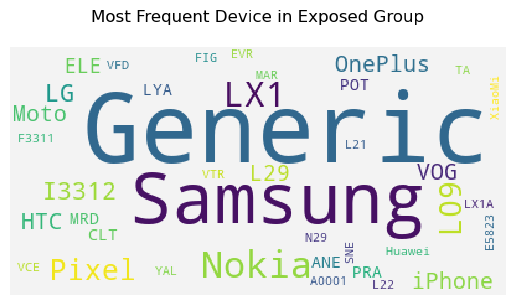 Most Frequent Device in Exposed Group
FIG EVR
ELE VFD OnePlus
MAR TA
LG LYA LX1 POT XiaoMi
Moto Generic
F3311 L21
VTR L29 VOG
I3312 Samsung LO9 LX1A
HTC MRD
CLT N29 E5823
SNE Huawei
VCE Pixel YAL Nokia ANE PRA iPhone
A0001 L22